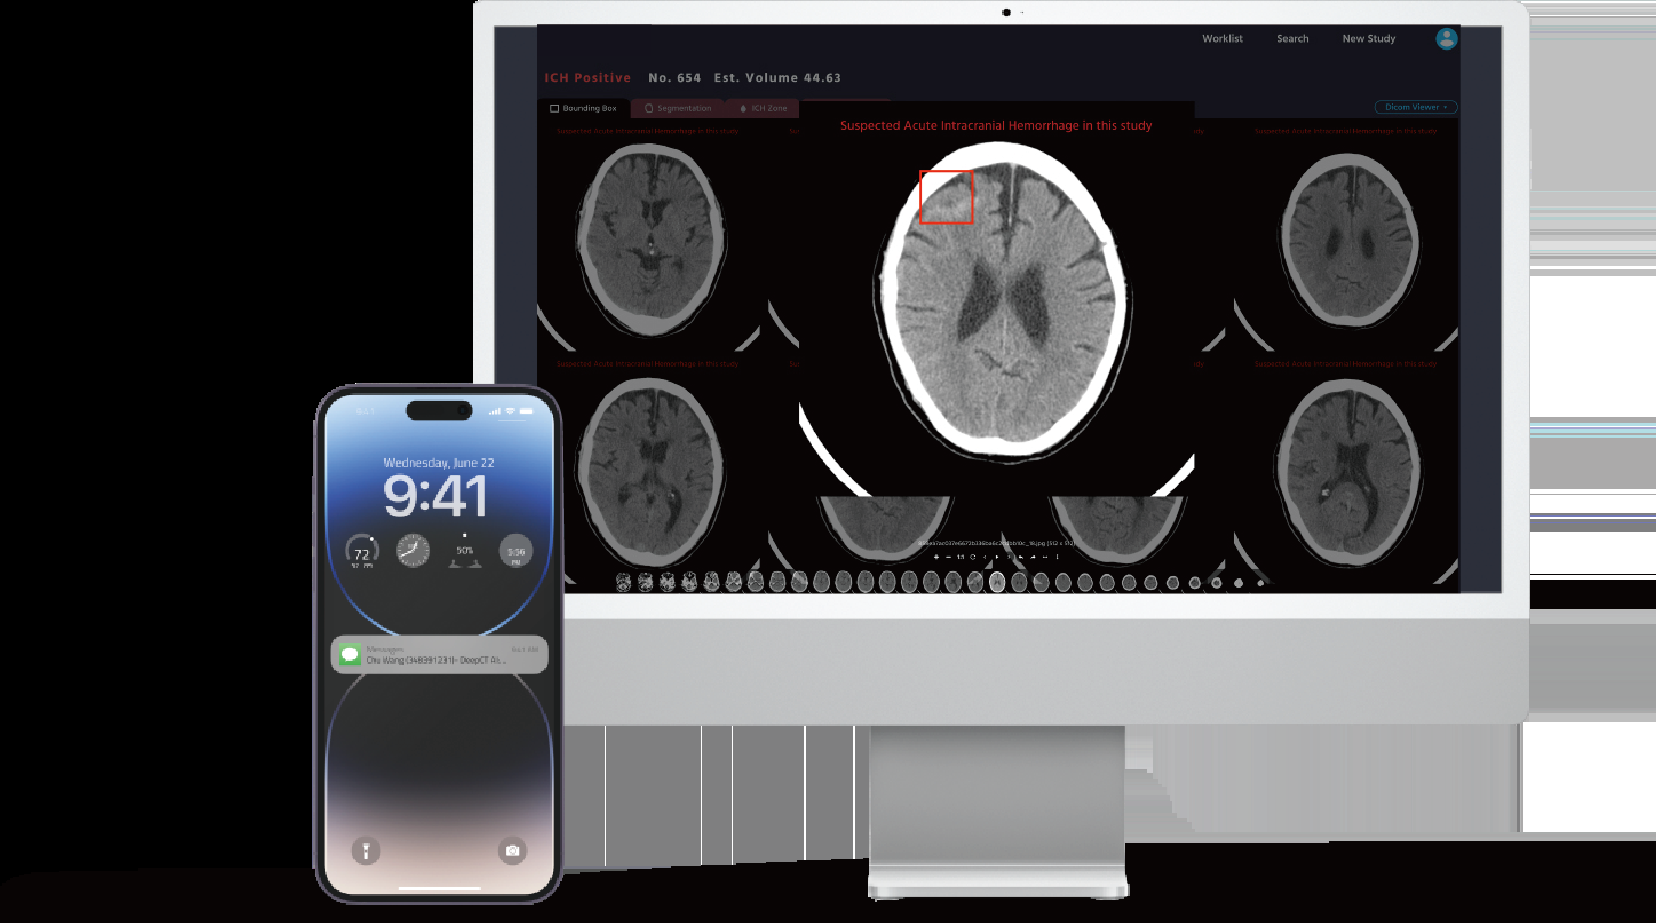 Worklist Search New Study
ICH Positive No. 654 Est. Volume 44.63
Bounding Box Segmentation ICH Zone
Dicom Viewer
Suspected Acute Intracranial Hemorrhage in this study
Suspected Acute Intracranial Hemorrhage in this study
Suspected Acute Intracranial Hemorrhage in this study
Suspected Acute Intracranial Hemorrhage in this study
Suspected Acute Intracranial Hemorrhage in this study
Wednesday, June 22
9:41
72
50%
Messages
Chu Wang (348391231)- DeepCT